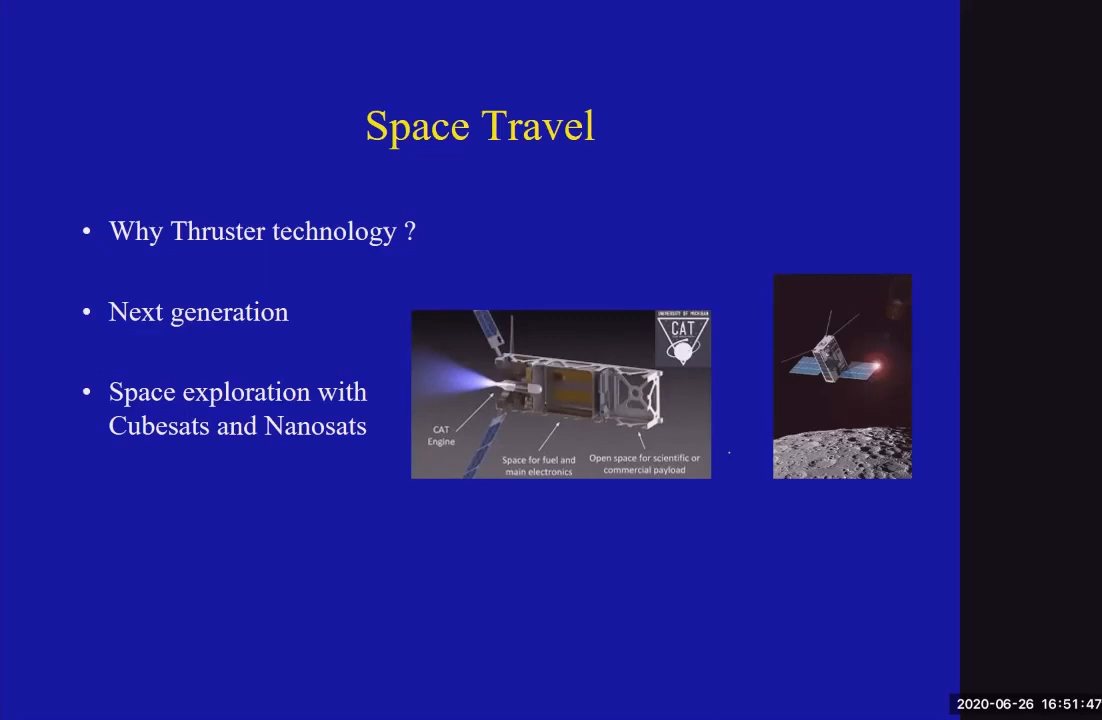 Space Travel
• Why Thruster technology ?
• Next generation
• Space exploration with
Cubesats and Nanosats
UNIVERSITY OF MICHIGAN
CAT
CAT
Engine
Space for fuel and
main electronics
Open space for scientific or
commercial payload
2020-06-26 16:51:47